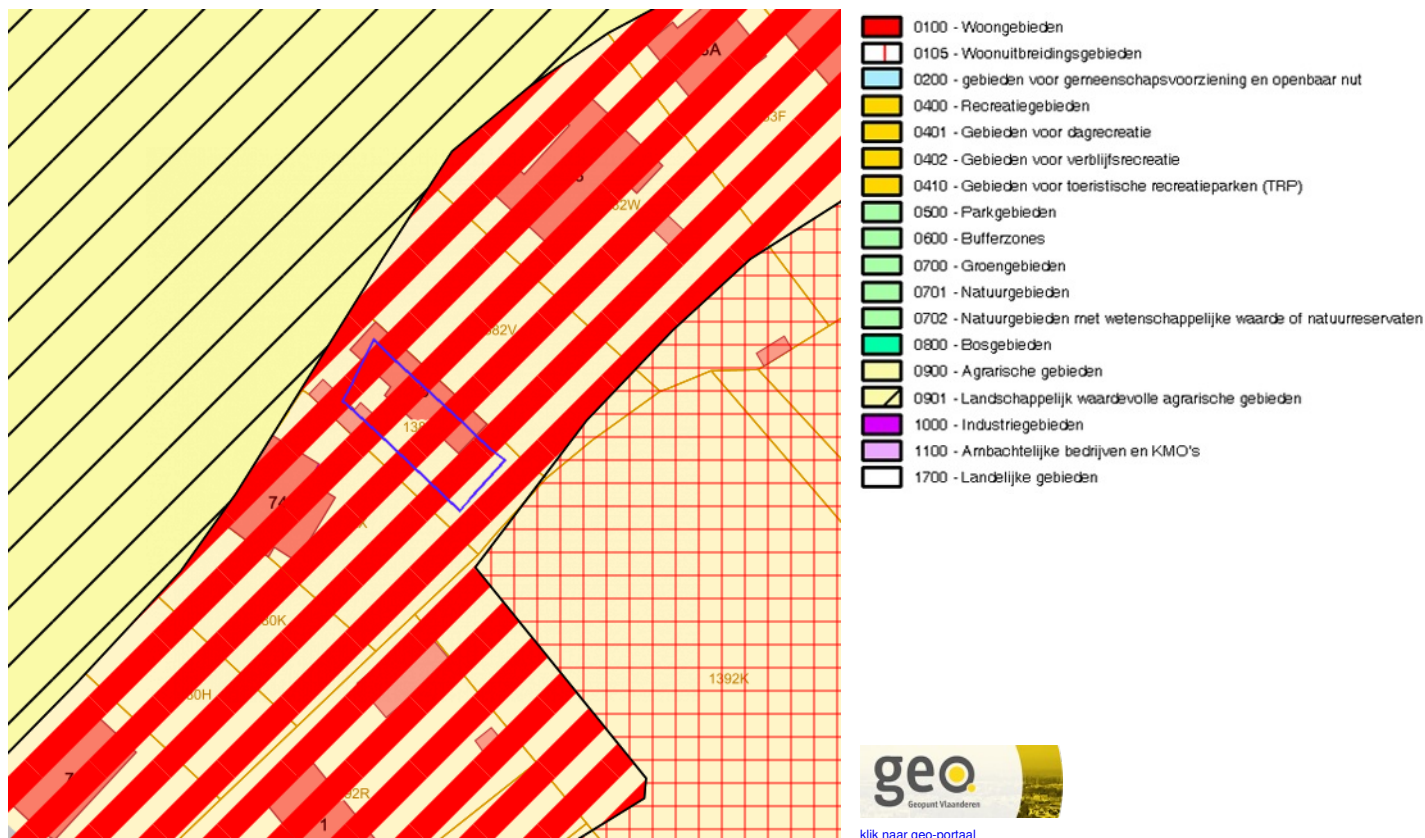 0100 - Woongebieden
0105 - Woonuitbreidingsgebieden
0200 - gebieden voor gemeenschapsvoorziening en openbaar nut
0400 - Recreatiegebieden
0401 - Gebieden voor dagrecreatie
0402 - Gebieden voor verblijfsrecreatie
0410 - Gebieden voor toeristische recreatieparken (TRP)
0500 - Parkgebieden
0600 - Bufferzones
0700 - Groengebieden
0701 - Natuurgebieden
0702 - Natuurgebieden met wetenschappelijke waarde of natuurreservaten
0800 - Bosgebieden
0900 - Agrarische gebieden
0901 - Landschappelijk waardevolle agrarische gebieden
1000 - Industriegebieden
1100 - Ambachtelijke bedrijven en KMO's
1700 - Landelijke gebieden
1392K
1
geo.
Geopunt Vlaanderen
klik naar geo-portaal